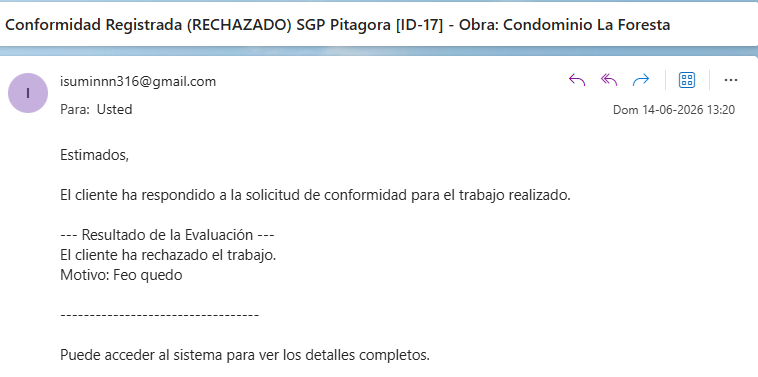 Conformidad Registrada (RECHAZADO) SGP Pitagora [ID-17] - Obra: Condominio La Foresta
I
isuminnn316@gmail.com
Para: Usted
Dom 14-06-2026 13:20
Estimados,
El cliente ha respondido a la solicitud de conformidad para el trabajo realizado.
--- Resultado de la Evaluación ---
El cliente ha rechazado el trabajo.
Motivo: Feo quedo
----------------------------------
Puede acceder al sistema para ver los detalles completos.